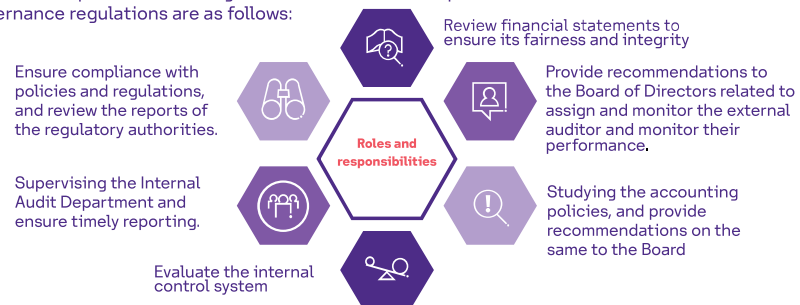 ernance regulations are as follows:
Review financial statements to
ensure its fairness and integrity
Provide recommendations to
the Board of Directors related to
assign and monitor the external
auditor and monitor their
performance.
Studying the accounting
policies, and provide
recommendations on the
same to the Board
Evaluate the internal
control system
Supervising the Internal
Audit Department and
ensure timely reporting.
Ensure compliance with
policies and regulations,
and review the reports of
the regulatory authorities.
Roles and
responsibilities